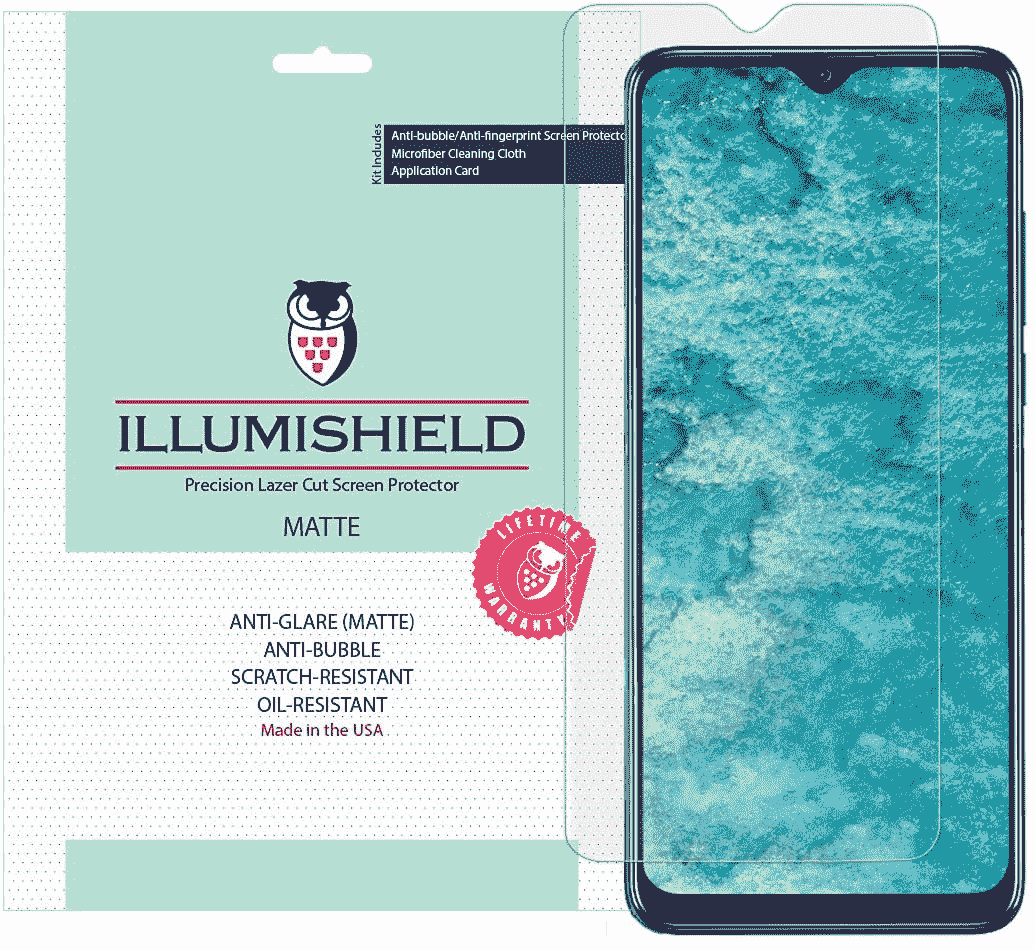 Kit Includes
Anti-bubble/Anti-fingerprint Screen Protecto
Microfiber Cleaning Cloth
Application Card
ILLUMISHIELD
Precision Lazer Cut Screen Protector
MATTE
LIFETIME
WARRANTY
ANTI-GLARE (MATTE)
ANTI-BUBBLE
SCRATCH-RESISTANT
OIL-RESISTANT
Made in the USA